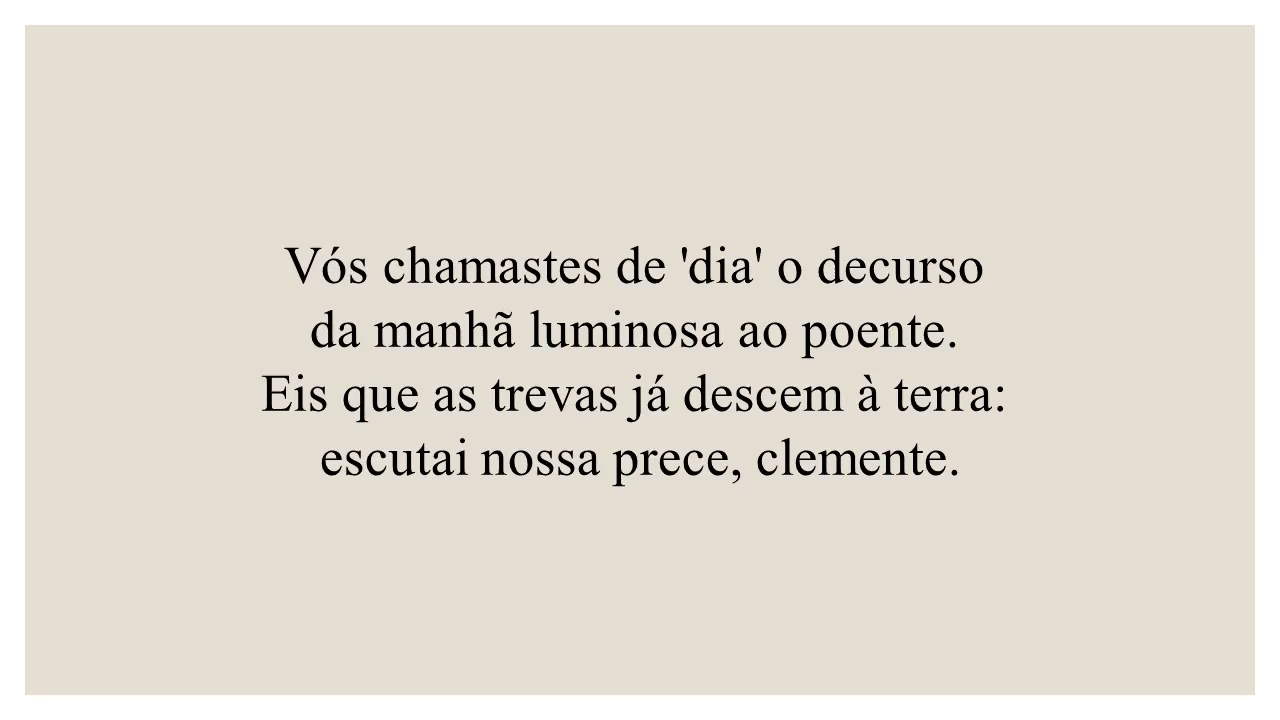 Vós chamastes de 'dia' o decurso
da manhã luminosa ao poente.
Eis que as trevas já descem à terra:
escutai nossa prece, clemente.